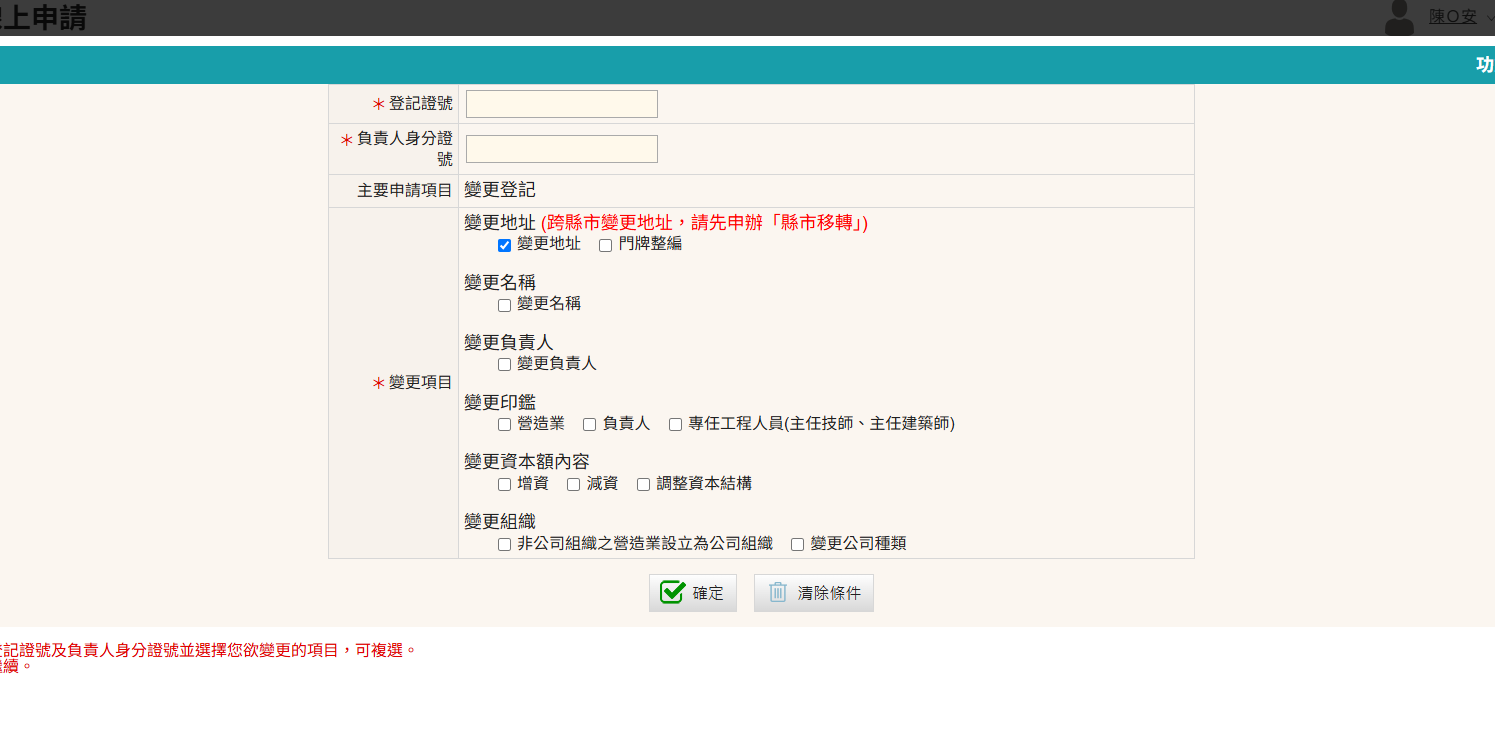 上申請
陳O安
功
＊登記證號
＊負責人身分證
號
主要申請項目 變更登記
變更地址 (跨縣市變更地址，請先申辦「縣市移轉」)
變更地址 門牌整編
變更名稱
變更名稱
變更負責人
變更負責人
＊變更項目
變更印鑑
營造業 負責人 專任工程人員(主任技師、主任建築師)
變更資本額內容
增資 減資 調整資本結構
變更組織
非公司組織之營造業設立為公司組織 變更公司種類
確定 清除條件
記證號及負責人身分證號並選擇您欲變更的項目，可複選。
續。